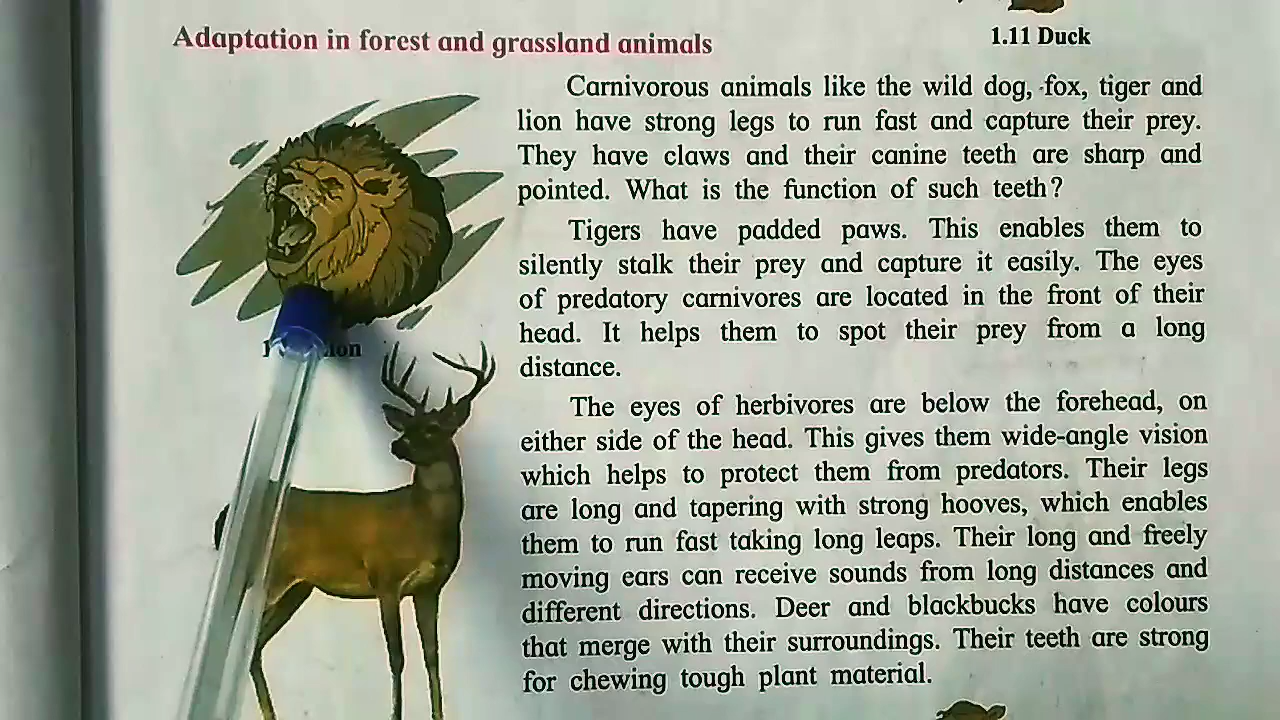 Adaptation in forest and grassland animals
1.11 Duck
Carnivorous animals like the wild dog, fox, tiger and
lion have strong legs to run fast and capture their prey.
They have claws and their canine teeth are sharp and
pointed. What is the function of such teeth?
Tigers have padded paws. This enables them to
silently stalk their prey and capture it easily. The eyes
of predatory carnivores are located in the front of their
head. It helps them to spot their prey from a long
distance.
The eyes of herbivores are below the forehead, on
either side of the head. This gives them wide-angle vision
which helps to protect them from predators. Their legs
are long and tapering with strong hooves, which enables
them to run fast taking long leaps. Their long and freely
moving ears can receive sounds from long distances and
different directions. Deer and blackbucks have colours
that merge with their surroundings. Their teeth are strong
for chewing tough plant material.